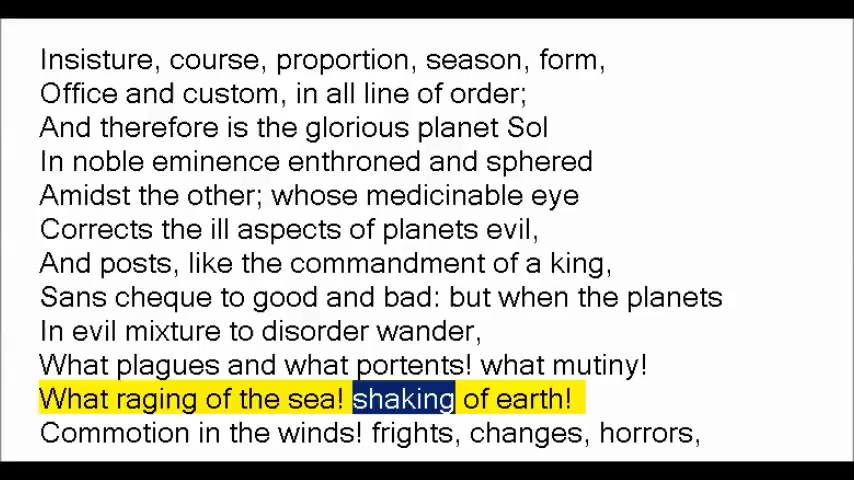 Insisture, course, proportion, season, form,
Office and custom, in all line of order;
And therefore is the glorious planet Sol
In noble eminence enthroned and sphered
Amidst the other; whose medicinable eye
Corrects the ill aspects of planets evil,
And posts, like the commandment of a king,
Sans cheque to good and bad: but when the planets
In evil mixture to disorder wander,
What plagues and what portents! what mutiny!
What raging of the sea! shaking of earth!
Commotion in the winds! frights, changes, horrors,